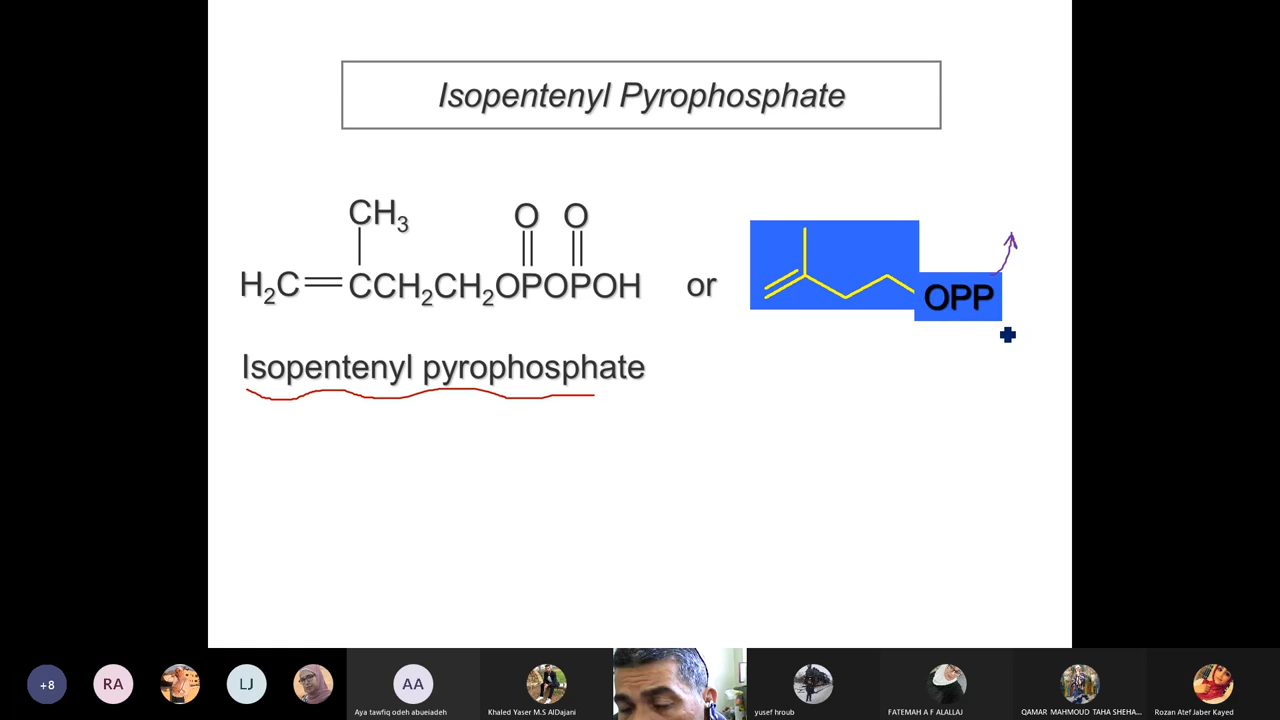 Isopentenyl Pyrophosphate
CH3
O O
H2C=CCH2CH2OPOPOH or
OPP
Isopentenyl pyrophosphate
+8
RA
LJ
AA
Aya tawfiq odeh abueiadeh
Khaled Yaser M.S AlDajani
yusef hroub
FATEMAH A F ALALLAJ
QAMAR MAHMOUD TAHA SHEHA...
Rozan Atef Jaber Kayed